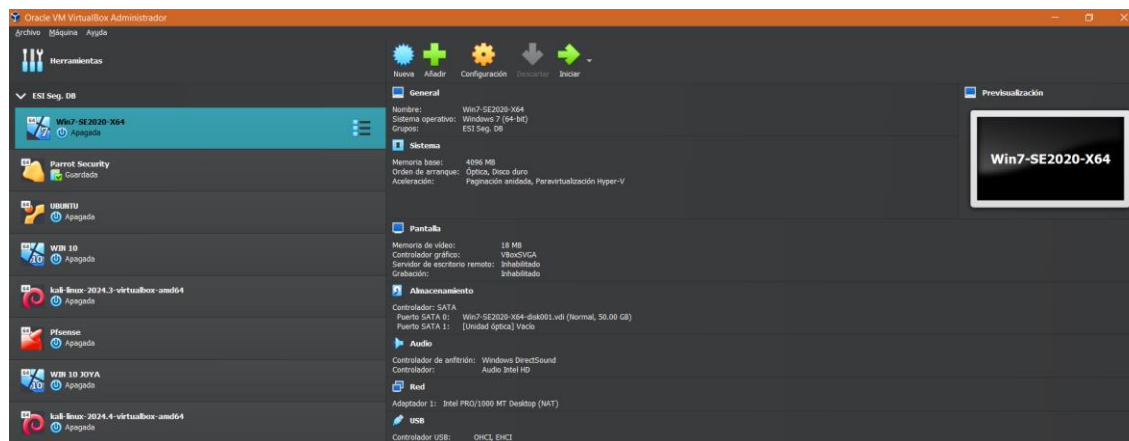 Oracle VM VirtualBox Administrador
Archivo Máquina Ayuda
Herramientas
ESI Seg. DB
Win7-SE2020-X64
Apagada
Parrot Security
Guardada
UBUNTU
Apagada
WIN 10
Apagada
kali-linux-2024.3-virtualbox-amd64
Apagada
Pfsense
Apagada
WIN 10 JOYA
Apagada
kali-linux-2024.4-virtualbox-amd64
Apagada
Nueva Añadir Configuración Descartar Iniciar
General
Nombre: Win7-SE2020-X64
Sistema operativo: Windows 7 (64-bit)
Grupos: ESI Seg. DB
Sistema
Memoria base: 4096 MB
Orden de arranque: Óptica, Disco duro
Aceleración: Paginación anidada, Paravirtualización Hyper-V
Pantalla
Memoria de vídeo: 18 MB
Controlador gráfico: VBoxSVGA
Servidor de escritorio remoto: Inhabilitado
Grabación: Inhabilitado
Almacenamiento
Controlador: SATA
Puerto SATA 0: Win7-SE2020-X64-disk001.vdi (Normal, 50.00 GB)
Puerto SATA 1: [Unidad óptica] Vacío
Audio
Controlador de anfitrión: Windows DirectSound
Controlador: Audio Intel HD
Red
Adaptador 1: Intel PRO/1000 MT Desktop (NAT)
USB
Controlador USB: OHCI, EHCI
Previsualización
Win7-SE2020-X64